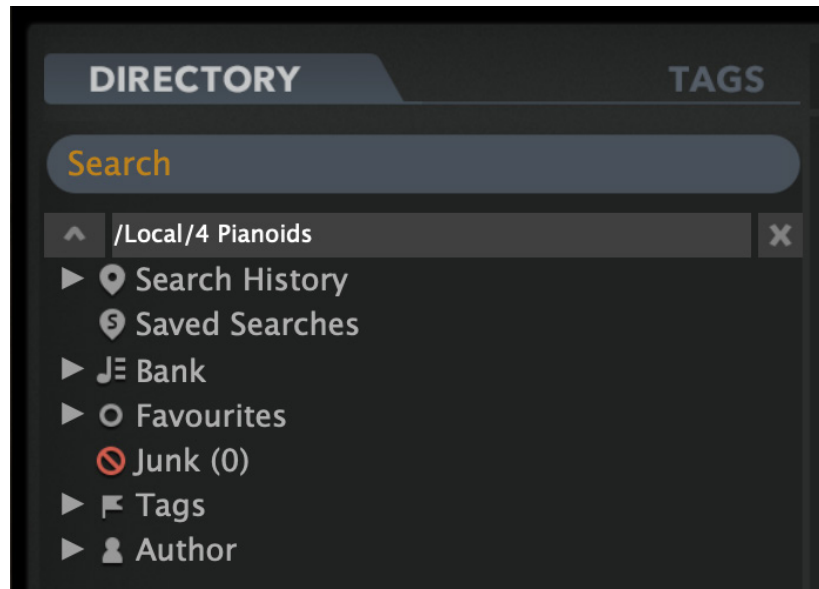 DIRECTORY TAGS
Search
/Local/4 Pianoids
Search History
Saved Searches
Bank
Favourites
Junk (0)
Tags
Author